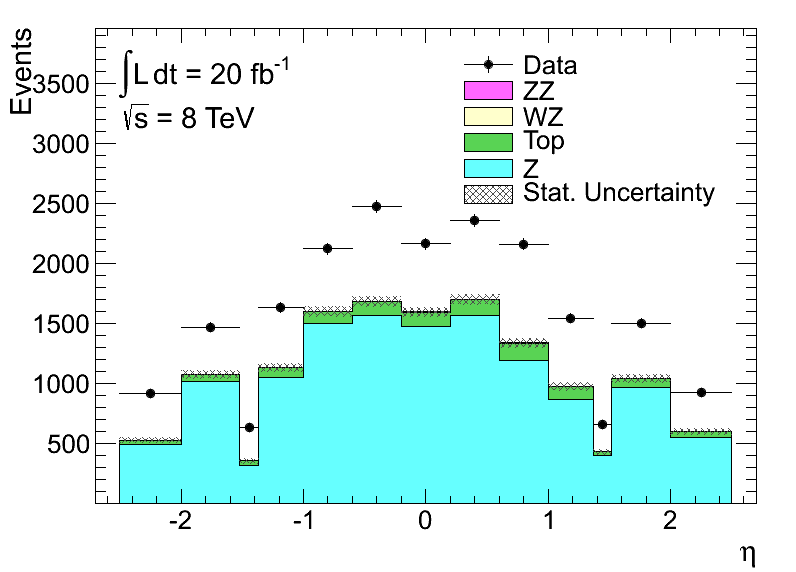 Events
∫L dt = 20 fb⁻¹
√s = 8 TeV
Data
ZZ
WZ
Top
Z
Stat. Uncertainty
3500
3000
2500
2000
1500
1000
500
-2 -1 0 1 2
η